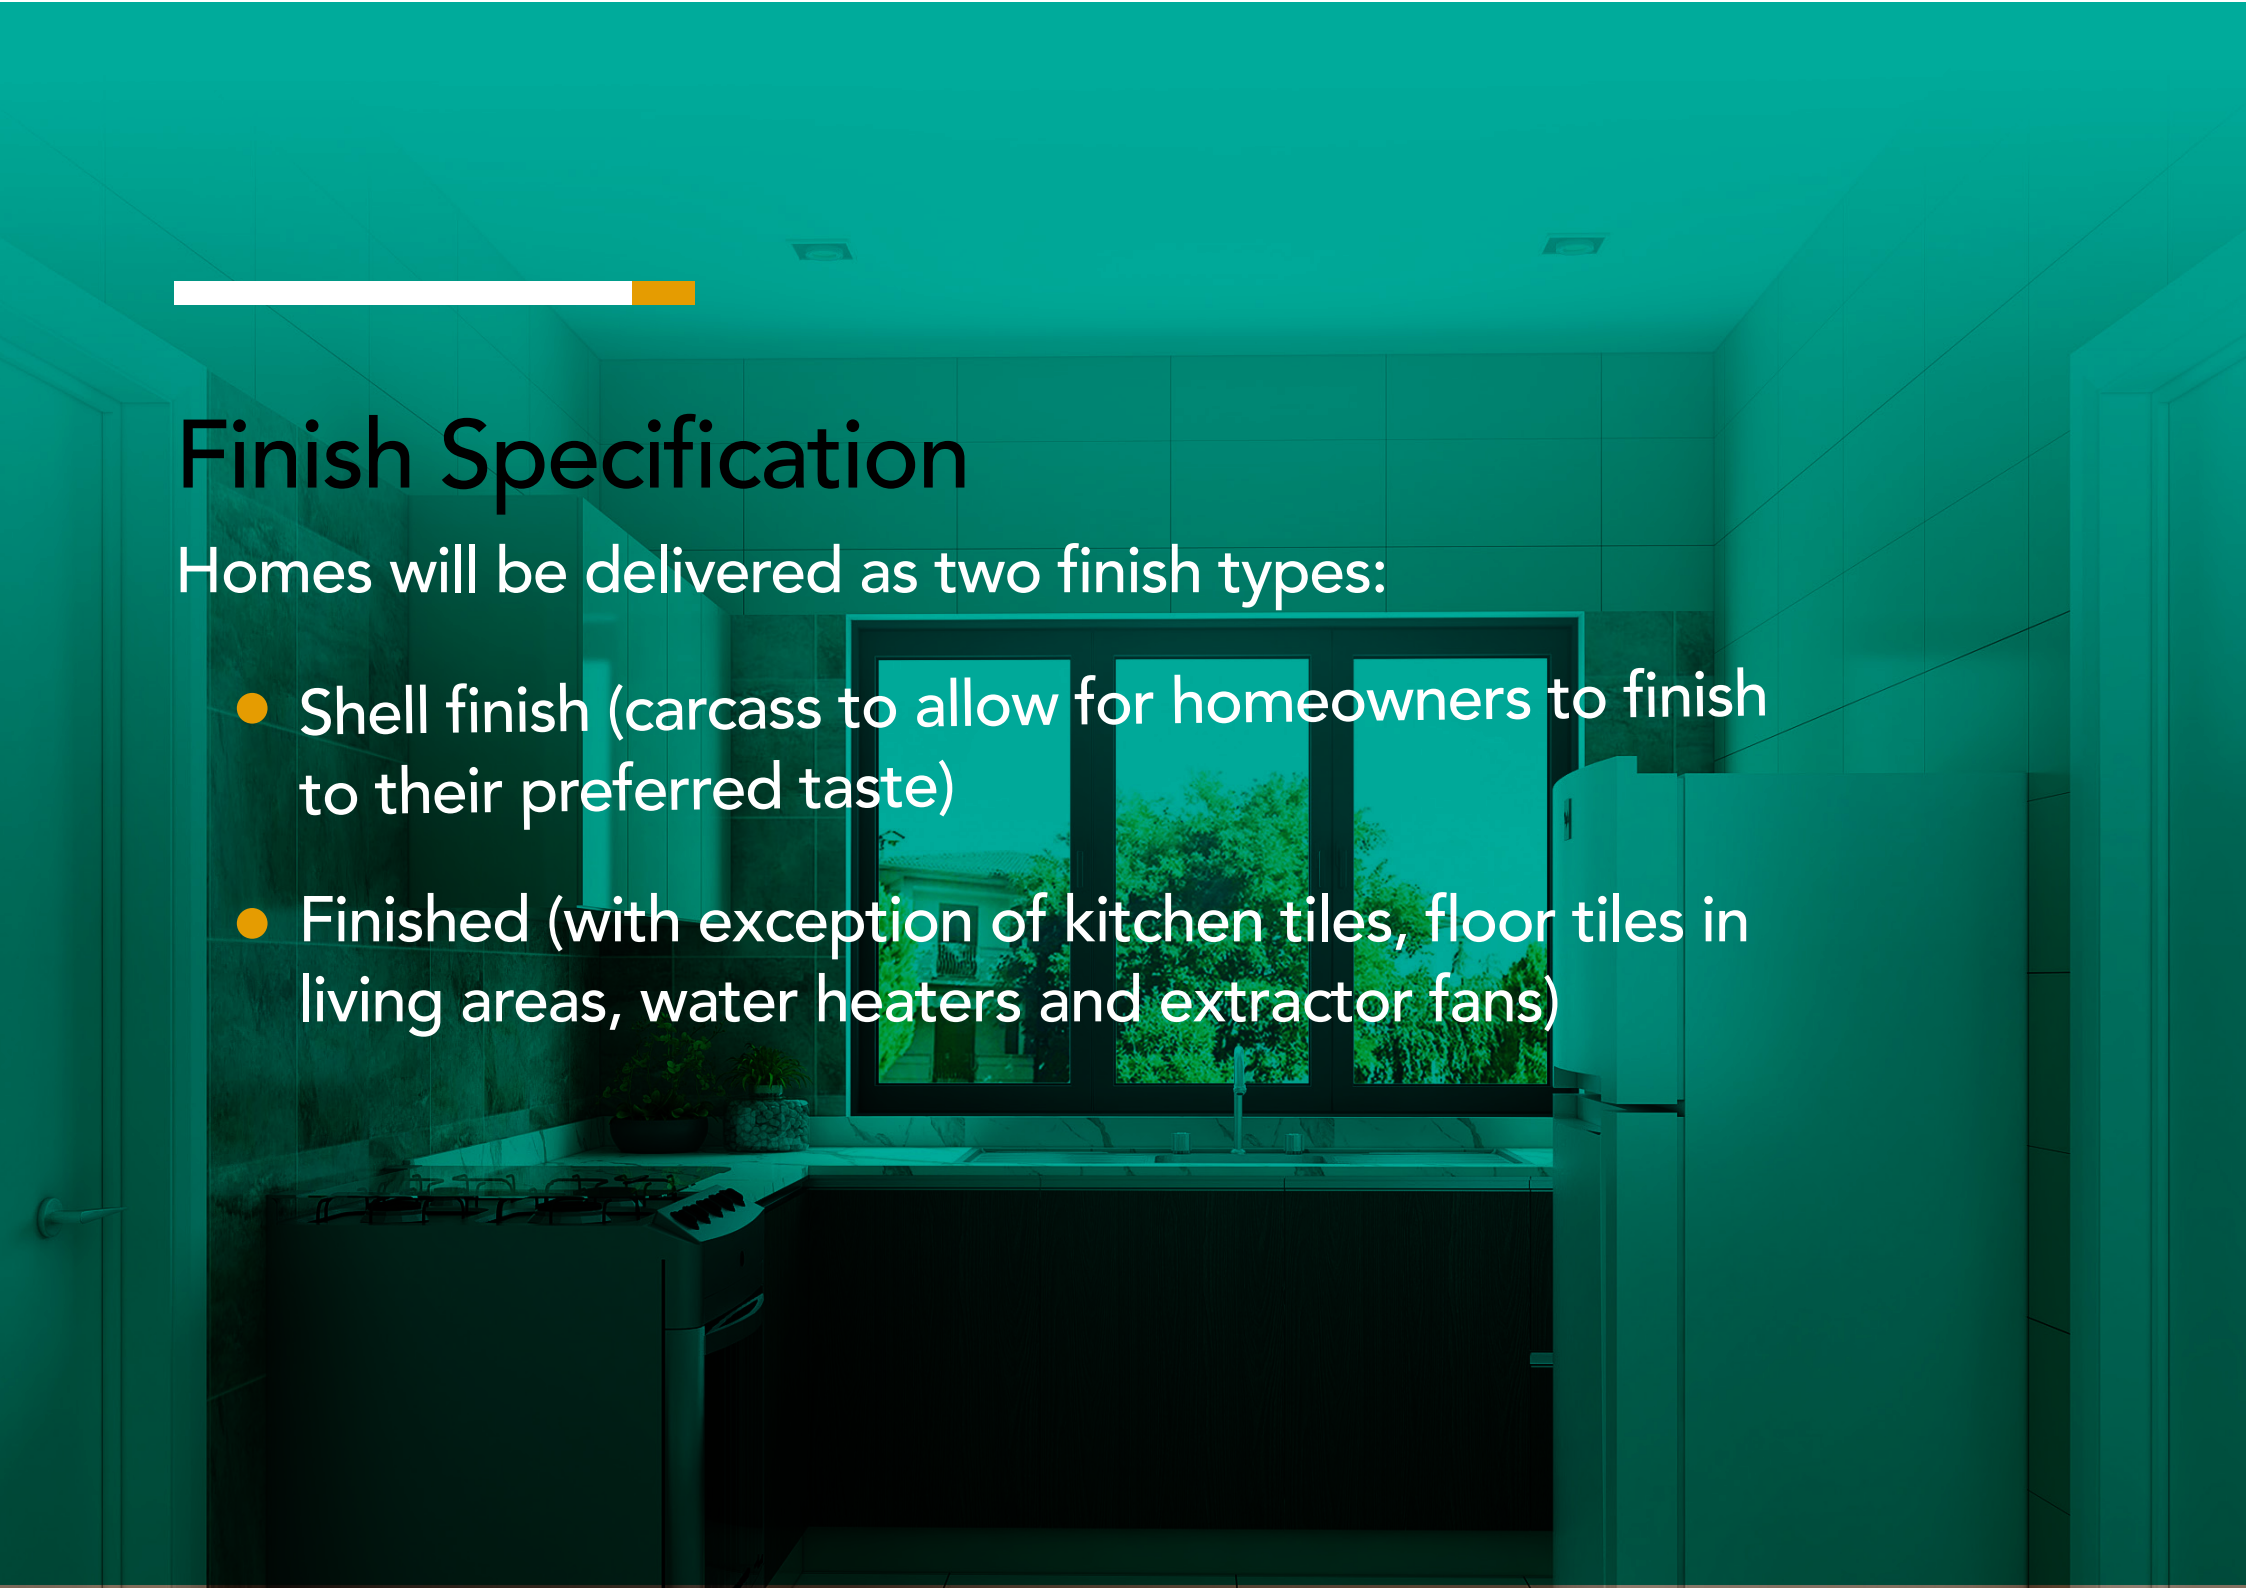 Finish Specification
Homes will be delivered as two finish types:
Shell finish (carcass to allow for homeowners to finish
to their preferred taste)
Finished (with exception of kitchen tiles, floor tiles in
living areas, water heaters and extractor fans)